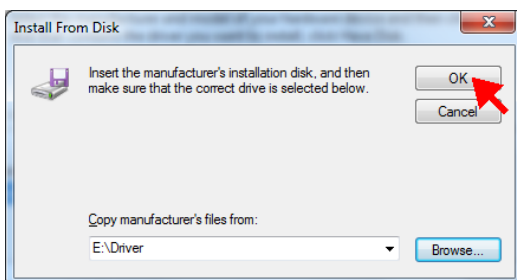 Install From Disk
Insert the manufacturer's installation disk, and then
make sure that the correct drive is selected below.
OK
Cancel
Copy manufacturer's files from:
E:\Driver
Browse...